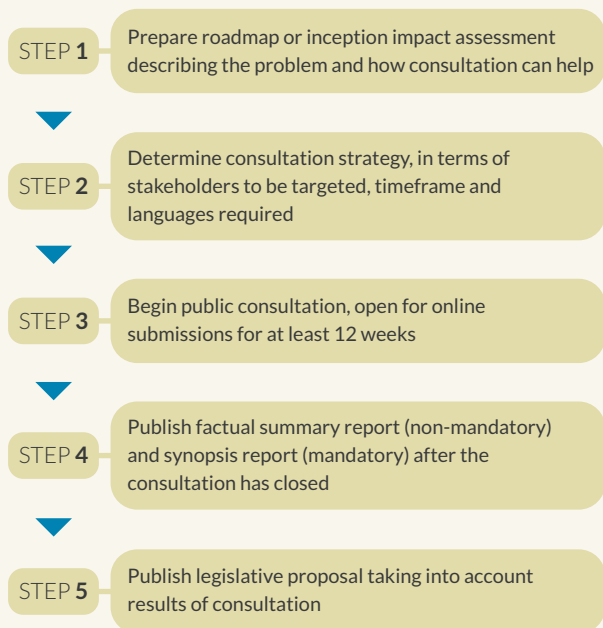 STEP 1
Prepare roadmap or inception impact assessment
describing the problem and how consultation can help
STEP 2
Determine consultation strategy, in terms of
stakeholders to be targeted, timeframe and
languages required
STEP 3
Begin public consultation, open for online
submissions for at least 12 weeks
STEP 4
Publish factual summary report (non-mandatory)
and synopsis report (mandatory) after the
consultation has closed
STEP 5
Publish legislative proposal taking into account
results of consultation